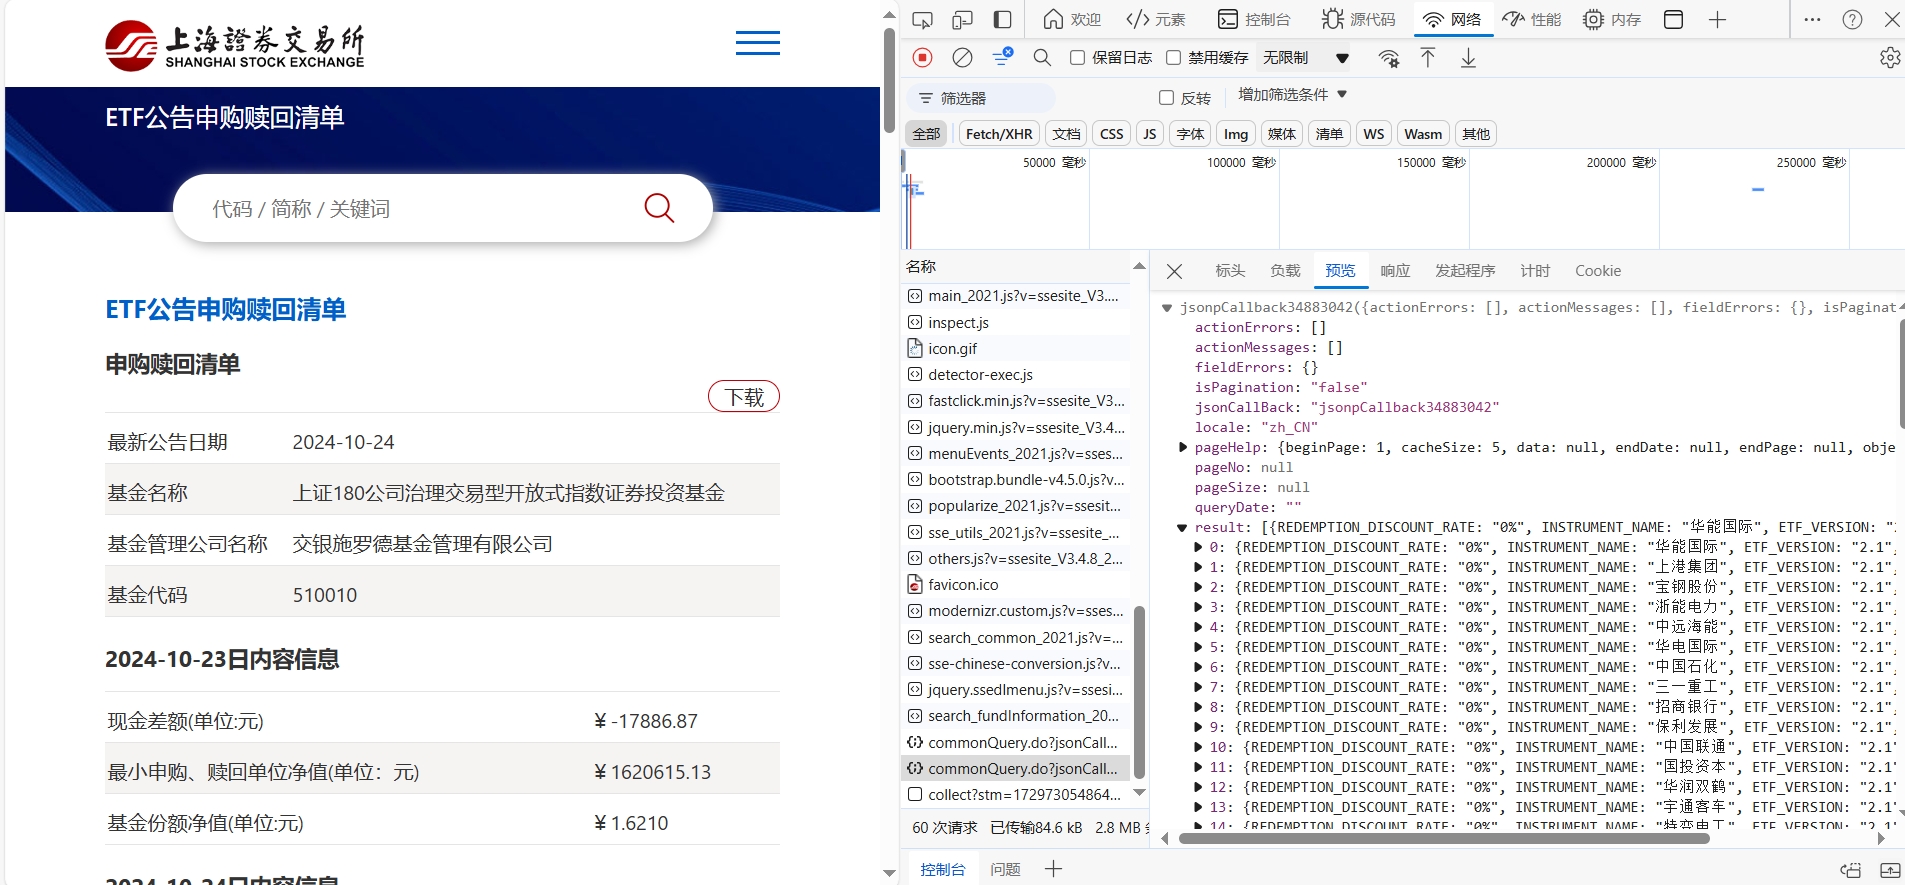 上海證券交易所
SHANGHAI STOCK EXCHANGE
ETF公告申购赎回清单
代码 / 简称 / 关键词
ETF公告申购赎回清单
申购赎回清单
下载
最新公告日期 2024-10-24
基金名称 上证180公司治理交易型开放式指数证券投资基金
基金管理公司名称 交银施罗德基金管理有限公司
基金代码 510010
2024-10-23日内容信息
现金差额(单位:元) ¥ -17886.87
最小申购、赎回单位净值(单位：元) ¥ 1620615.13
基金份额净值(单位:元) ¥ 1.6210
2024-10-24日内容信息
欢迎 元素 控制台 源代码 网络 性能 内存
保留日志 禁用缓存 无限制
筛选器 反转 增加筛选条件
全部 Fetch/XHR 文档 CSS JS 字体 Img 媒体 清单 WS Wasm 其他
50000 毫秒 100000 毫秒 150000 毫秒 200000 毫秒 250000 毫秒
名称
main_2021.js?v=ssesite_V3....
inspect.js
icon.gif
detector-exec.js
fastclick.min.js?v=ssesite_V3...
jquery.min.js?v=ssesite_V3.4...
menuEvents_2021.js?v=sses...
bootstrap.bundle-v4.5.0.js?v...
popularize_2021.js?v=ssesit...
sse_utils_2021.js?v=ssesite_...
others.js?v=ssesite_V3.4.8_2...
favicon.ico
modernizr.custom.js?v=sses...
search_common_2021.js?v=...
sse-chinese-conversion.js?v...
jquery.ssedlmenu.js?v=ssesi...
search_fundInformation_20...
commonQuery.do?jsonCall...
commonQuery.do?jsonCall...
collect?stm=172973054864...
60 次请求 已传输84.6 kB 2.8 MB
标头 负载 预览 响应 发起程序 计时 Cookie
jsonpCallback34883042({actionErrors: [], actionMessages: [], fieldErrors: {}, isPaginat
actionErrors: []
actionMessages: []
fieldErrors: {}
isPagination: "false"
jsonCallBack: "jsonpCallback34883042"
locale: "zh_CN"
pageHelp: {beginPage: 1, cacheSize: 5, data: null, endDate: null, endPage: null, obje
pageNo: null
pageSize: null
queryDate: ""
result: [{REDEMPTION_DISCOUNT_RATE: "0%", INSTRUMENT_NAME: "华能国际", ETF_VERSION: "2
0: {REDEMPTION_DISCOUNT_RATE: "0%", INSTRUMENT_NAME: "华能国际", ETF_VERSION: "2.1",
1: {REDEMPTION_DISCOUNT_RATE: "0%", INSTRUMENT_NAME: "上港集团", ETF_VERSION: "2.1",
2: {REDEMPTION_DISCOUNT_RATE: "0%", INSTRUMENT_NAME: "宝钢股份", ETF_VERSION: "2.1",
3: {REDEMPTION_DISCOUNT_RATE: "0%", INSTRUMENT_NAME: "浙能电力", ETF_VERSION: "2.1",
4: {REDEMPTION_DISCOUNT_RATE: "0%", INSTRUMENT_NAME: "中远海能", ETF_VERSION: "2.1",
5: {REDEMPTION_DISCOUNT_RATE: "0%", INSTRUMENT_NAME: "华电国际", ETF_VERSION: "2.1",
6: {REDEMPTION_DISCOUNT_RATE: "0%", INSTRUMENT_NAME: "中国石化", ETF_VERSION: "2.1",
7: {REDEMPTION_DISCOUNT_RATE: "0%", INSTRUMENT_NAME: "三一重工", ETF_VERSION: "2.1",
8: {REDEMPTION_DISCOUNT_RATE: "0%", INSTRUMENT_NAME: "招商银行", ETF_VERSION: "2.1",
9: {REDEMPTION_DISCOUNT_RATE: "0%", INSTRUMENT_NAME: "保利发展", ETF_VERSION: "2.1",
10: {REDEMPTION_DISCOUNT_RATE: "0%", INSTRUMENT_NAME: "中国联通", ETF_VERSION: "2.1"
11: {REDEMPTION_DISCOUNT_RATE: "0%", INSTRUMENT_NAME: "国投资本", ETF_VERSION: "2.1"
12: {REDEMPTION_DISCOUNT_RATE: "0%", INSTRUMENT_NAME: "华润双鹤", ETF_VERSION: "2.1"
13: {REDEMPTION_DISCOUNT_RATE: "0%", INSTRUMENT_NAME: "宇通客车", ETF_VERSION: "2.1"
14: {REDEMPTION_DISCOUNT_RATE: "0%", INSTRUMENT_NAME: "特变电工", ETF_VERSION: "2.1"
控制台 问题